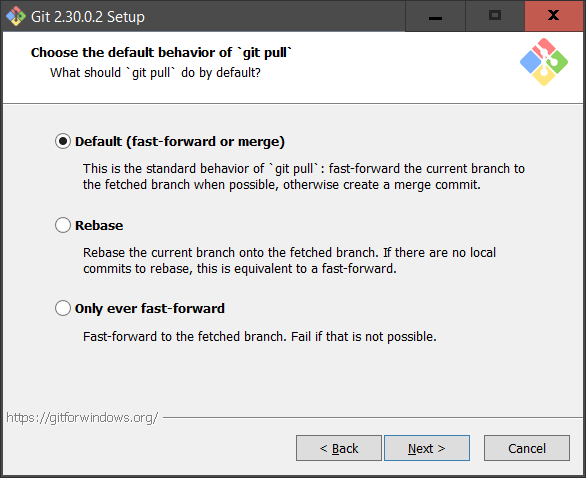 Git 2.30.0.2 Setup
Choose the default behavior of `git pull`
What should `git pull` do by default?
Default (fast-forward or merge)
This is the standard behavior of `git pull`: fast-forward the current branch to
the fetched branch when possible, otherwise create a merge commit.
Rebase
Rebase the current branch onto the fetched branch. If there are no local
commits to rebase, this is equivalent to a fast-forward.
Only ever fast-forward
Fast-forward to the fetched branch. Fail if that is not possible.
https://gitforwindows.org/
< Back
Next >
Cancel